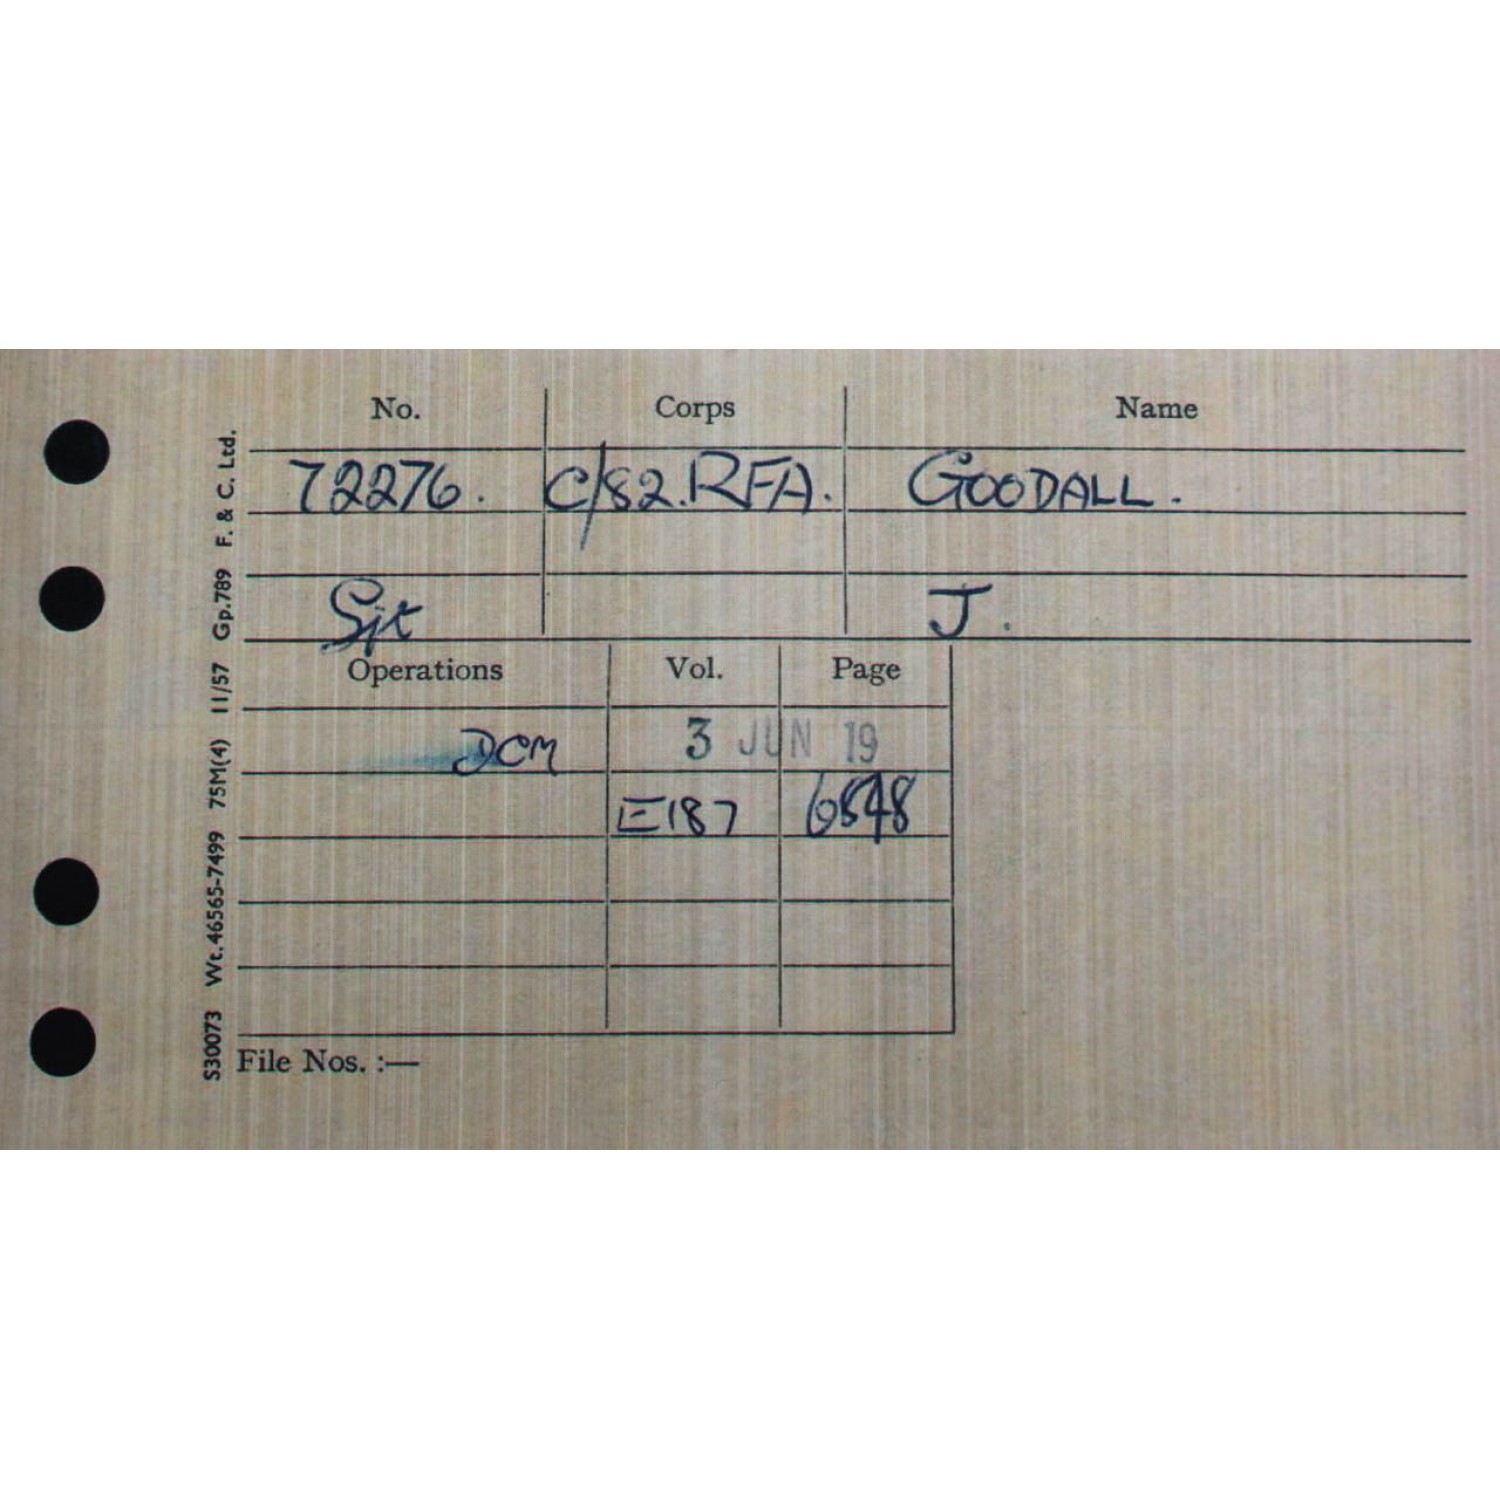 No. Corps Name
72276. C/82. RFA. GOODALL.
Sjt J.
Operations Vol. Page
DCM 3 JUN 19
E187 6848
File Nos. :—
S30073 Wt. 46565-7499 75M(4) 11/57 Gp.789 F. & C. Ltd.